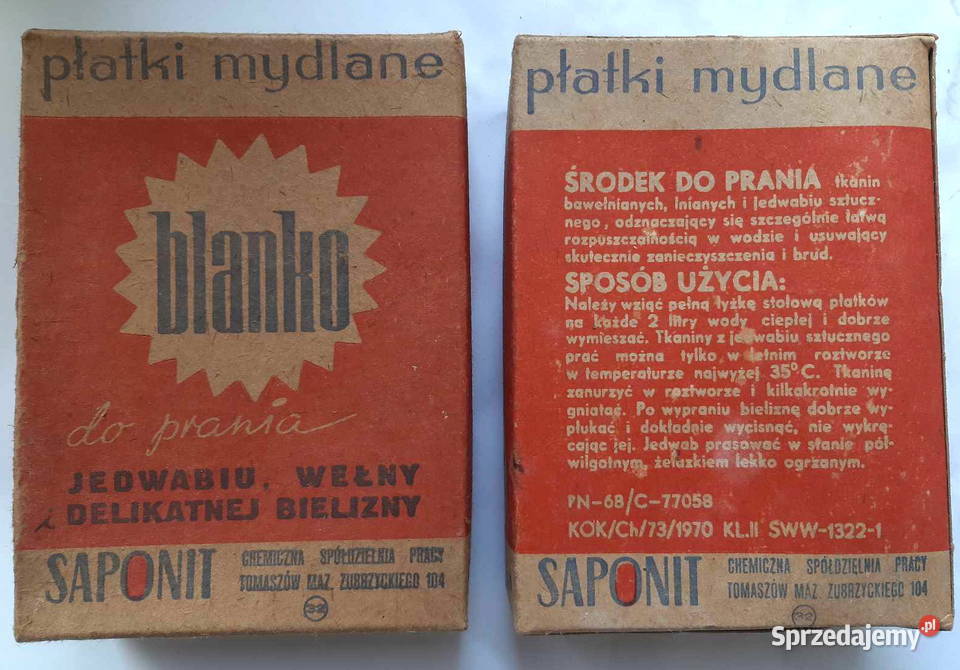 płatki mydlane
blanko
do prania
JEDWABIU, WEŁNY
i DELIKATNEJ BIELIZNY
SAPONIT
CHEMICZNA SPÓŁDZIELNIA PRACY
TOMASZÓW MAZ. ZUBRZYCKIEGO 104
32
płatki mydlane
ŚRODEK DO PRANIA tkanin
bawełnianych, lnianych i jedwabiu sztucz-
nego, odznaczający się szczególnie łatwą
rozpuszczalnością w wodzie i usuwający
skutecznie zanieczyszczenia i brud.
SPOSÓB UŻYCIA:
Należy wziąć pełną łyżkę stołową płatków
na każde 2 litry wody ciepłej i dobrze
wymieszać. Tkaniny z jedwabiu sztucznego
prać można tylko w letnim roztworze
w temperaturze najwyżej 35°C. Tkaninę
zanurzyć w roztworze i kilkakrotnie wy-
gniatać. Po wypraniu bieliznę dobrze wy-
płukać i dokładnie wycisnąć, nie wykrę-
cając jej. Jedwab prasować w stanie pół-
wilgotnym, żelazkiem lekko ogrzanym.
PN-68/C-77058
KOK/Ch/73/1970 KL.II SWW-1322-1
SAPONIT
CHEMICZNA SPÓŁDZIELNIA PRACY
TOMASZÓW MAZ. ZUBRZYCKIEGO 104
32
Sprzedajemy.pl